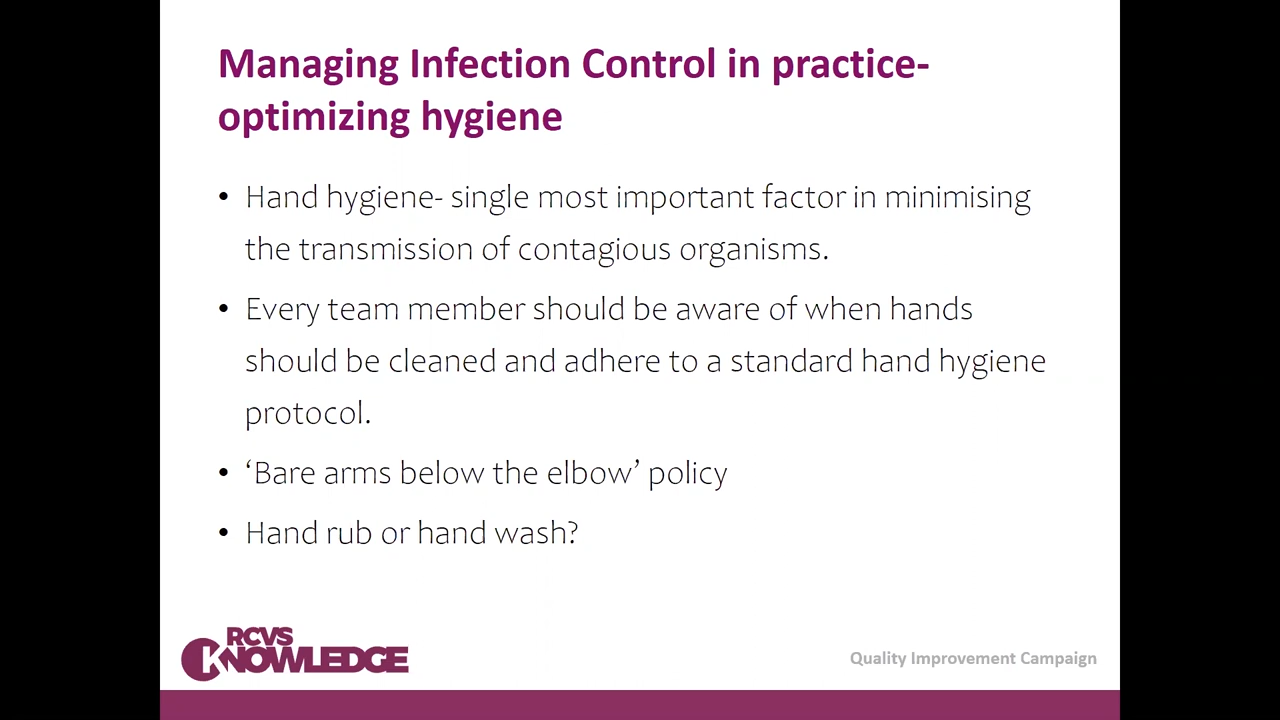 Managing Infection Control in practice-
optimizing hygiene
• Hand hygiene- single most important factor in minimising
the transmission of contagious organisms.
• Every team member should be aware of when hands
should be cleaned and adhere to a standard hand hygiene
protocol.
• ‘Bare arms below the elbow’ policy
• Hand rub or hand wash?
RCVS
KNOWLEDGE
Quality Improvement Campaign